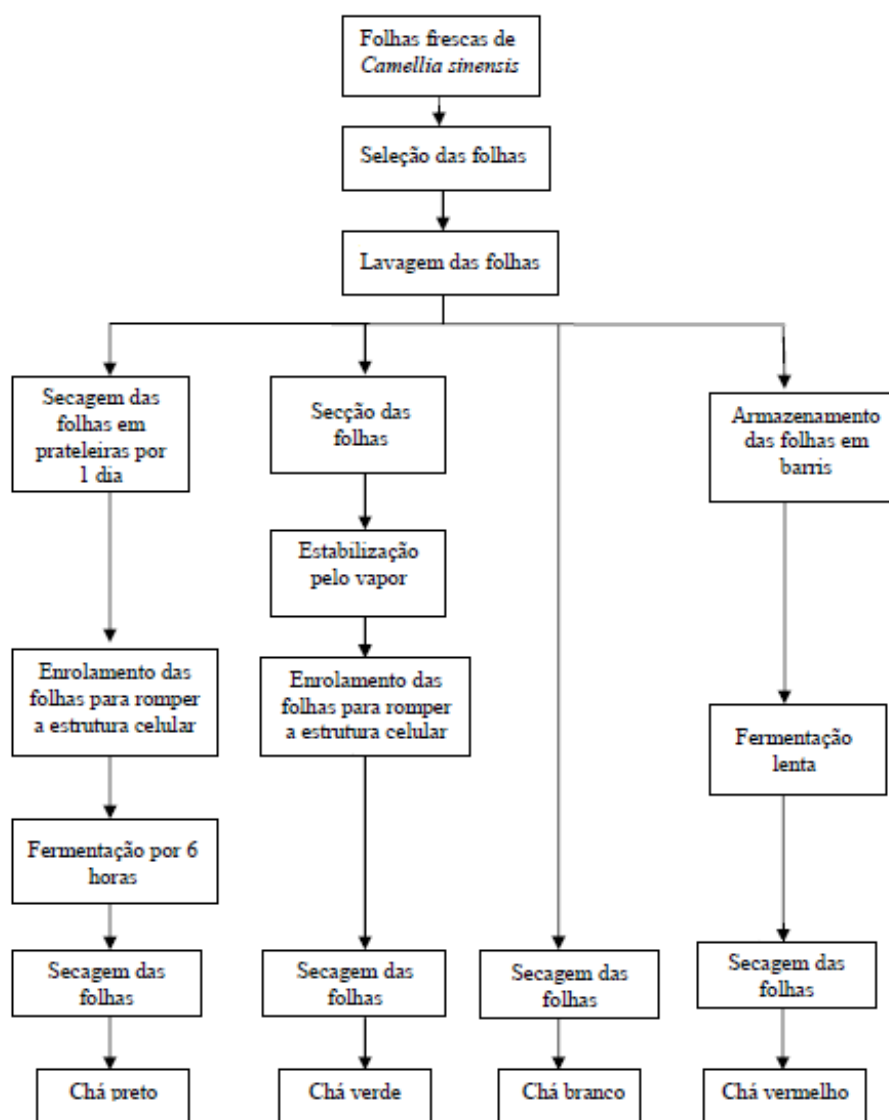 Folhas frescas de
Camellia sinensis
Seleção das folhas
Lavagem das folhas
Secagem das
folhas em
prateleiras por
1 dia
Secção das
folhas
Armazenamento
das folhas em
barris
Estabilização
pelo vapor
Enrolamento das
folhas para romper
a estrutura celular
Enrolamento das
folhas para romper
a estrutura celular
Fermentação
lenta
Fermentação por 6
horas
Secagem das
folhas
Secagem das
folhas
Secagem das
folhas
Secagem das
folhas
Chá preto
Chá verde
Chá branco
Chá vermelho